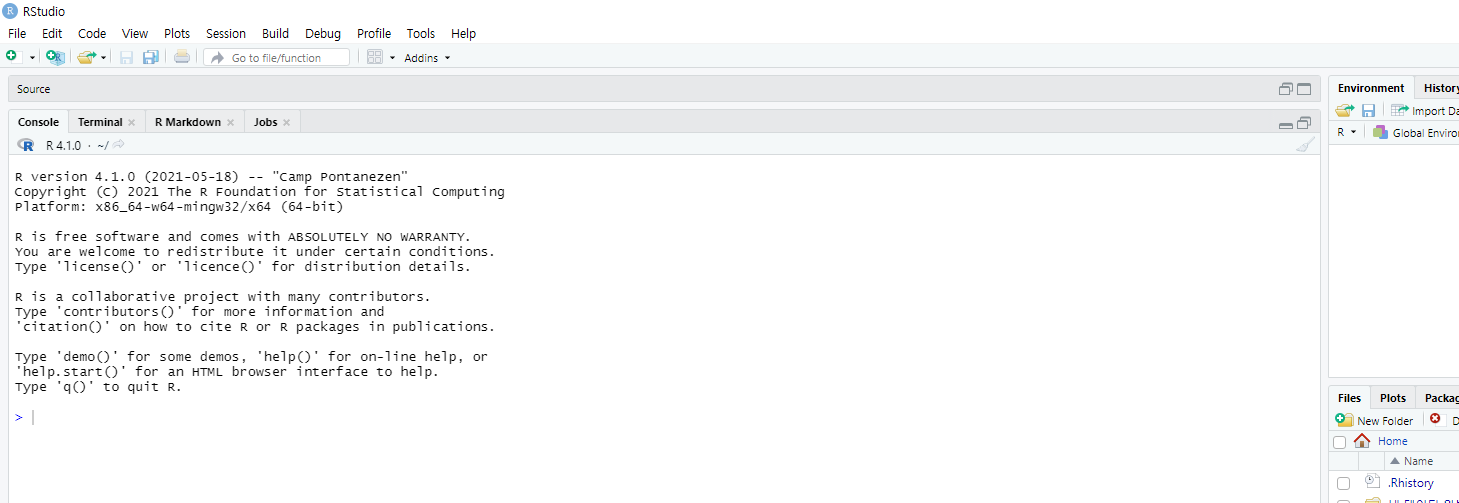 RStudio
File Edit Code View Plots Session Build Debug Profile Tools Help
Go to file/function Addins
Source
Console Terminal R Markdown Jobs
R 4.1.0 · ~/
R version 4.1.0 (2021-05-18) -- "Camp Pontanezen"
Copyright (C) 2021 The R Foundation for Statistical Computing
Platform: x86_64-w64-mingw32/x64 (64-bit)
R is free software and comes with ABSOLUTELY NO WARRANTY.
You are welcome to redistribute it under certain conditions.
Type 'license()' or 'licence()' for distribution details.
R is a collaborative project with many contributors.
Type 'contributors()' for more information and
'citation()' on how to cite R or R packages in publications.
Type 'demo()' for some demos, 'help()' for on-line help, or
'help.start()' for an HTML browser interface to help.
Type 'q()' to quit R.
>
Environment History
Import Da
R Global Enviro
Files Plots Packag
New Folder D
Home
Name
.Rhistory